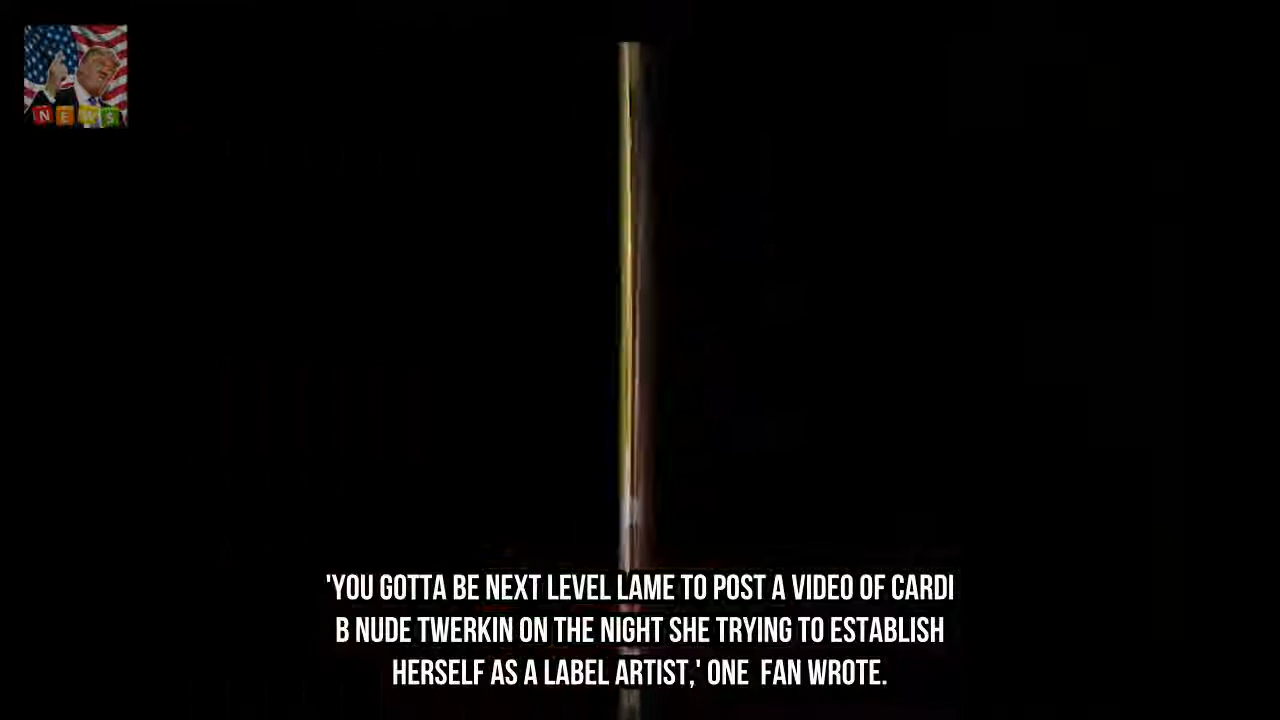 NEWS
'YOU GOTTA BE NEXT LEVEL LAME TO POST A VIDEO OF CARDI
B NUDE TWERKIN ON THE NIGHT SHE TRYING TO ESTABLISH
HERSELF AS A LABEL ARTIST,' ONE  FAN WROTE.